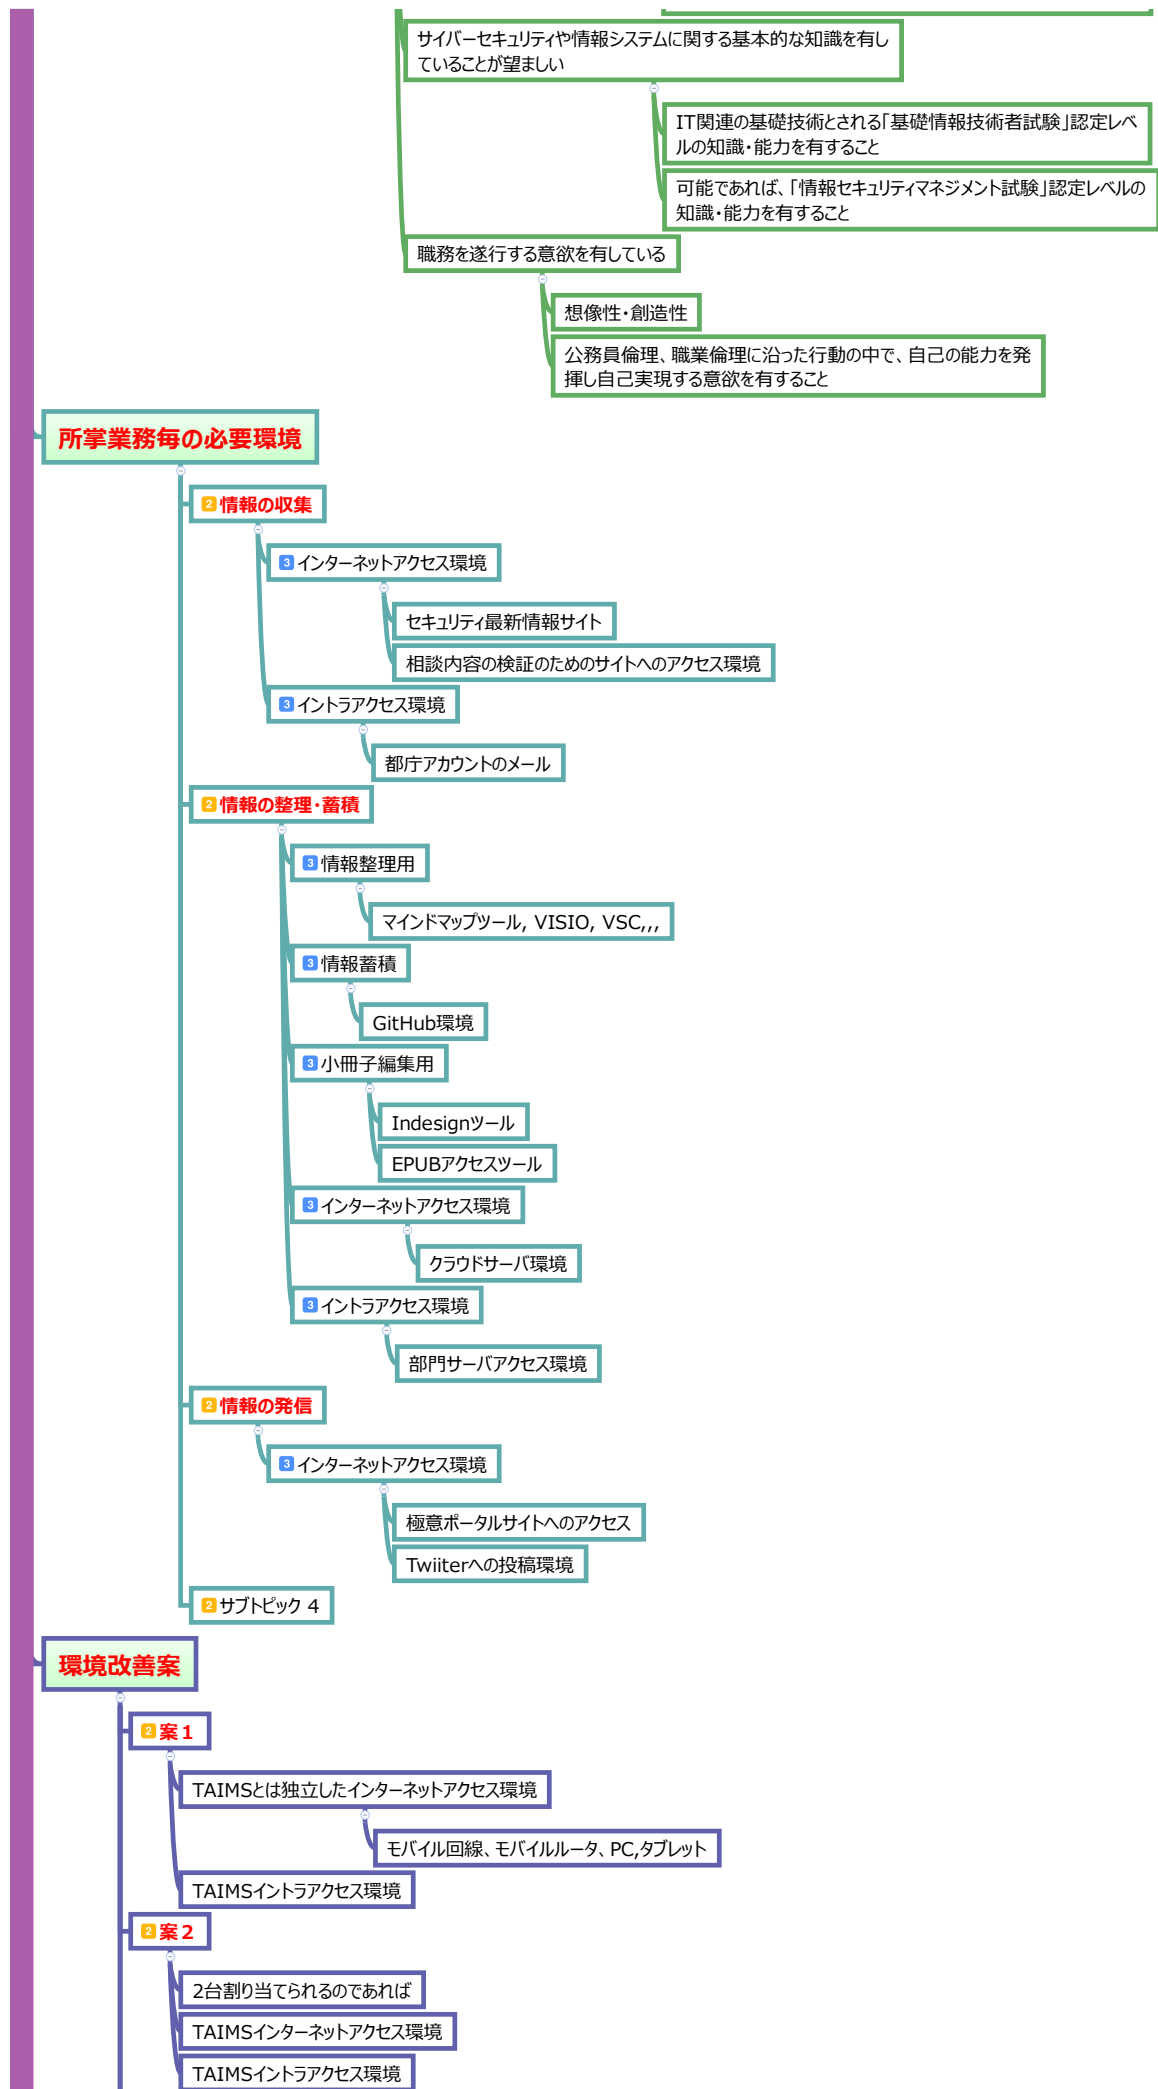 サイバーセキュリティや情報システムに関する基本的な知識を有し
ていることが望ましい
IT関連の基礎技術とされる「基礎情報技術者試験」認定レベ
ルの知識・能力を有すること
可能であれば、「情報セキュリティマネジメント試験」認定レベルの
知識・能力を有すること
職務を遂行する意欲を有している
想像性・創造性
公務員倫理、職業倫理に沿った行動の中で、自己の能力を発
揮し自己実現する意欲を有すること
所掌業務毎の必要環境
2 情報の収集
3 インターネットアクセス環境
セキュリティ最新情報サイト
相談内容の検証のためのサイトへのアクセス環境
3 イントラアクセス環境
都庁アカウントのメール
2 情報の整理・蓄積
3 情報整理用
マインドマップツール, VISIO, VSC,,,
3 情報蓄積
GitHub環境
3 小冊子編集用
Indesignツール
EPUBアクセスツール
3 インターネットアクセス環境
クラウドサーバ環境
3 イントラアクセス環境
部門サーバアクセス環境
2 情報の発信
3 インターネットアクセス環境
極意ポータルサイトへのアクセス
Twiiterへの投稿環境
2 サブトピック 4
環境改善案
2 案１
TAIMSとは独立したインターネットアクセス環境
モバイル回線、モバイルルータ、PC,タブレット
TAIMSイントラアクセス環境
2 案２
2台割り当てられるのであれば
TAIMSインターネットアクセス環境
TAIMSイントラアクセス環境